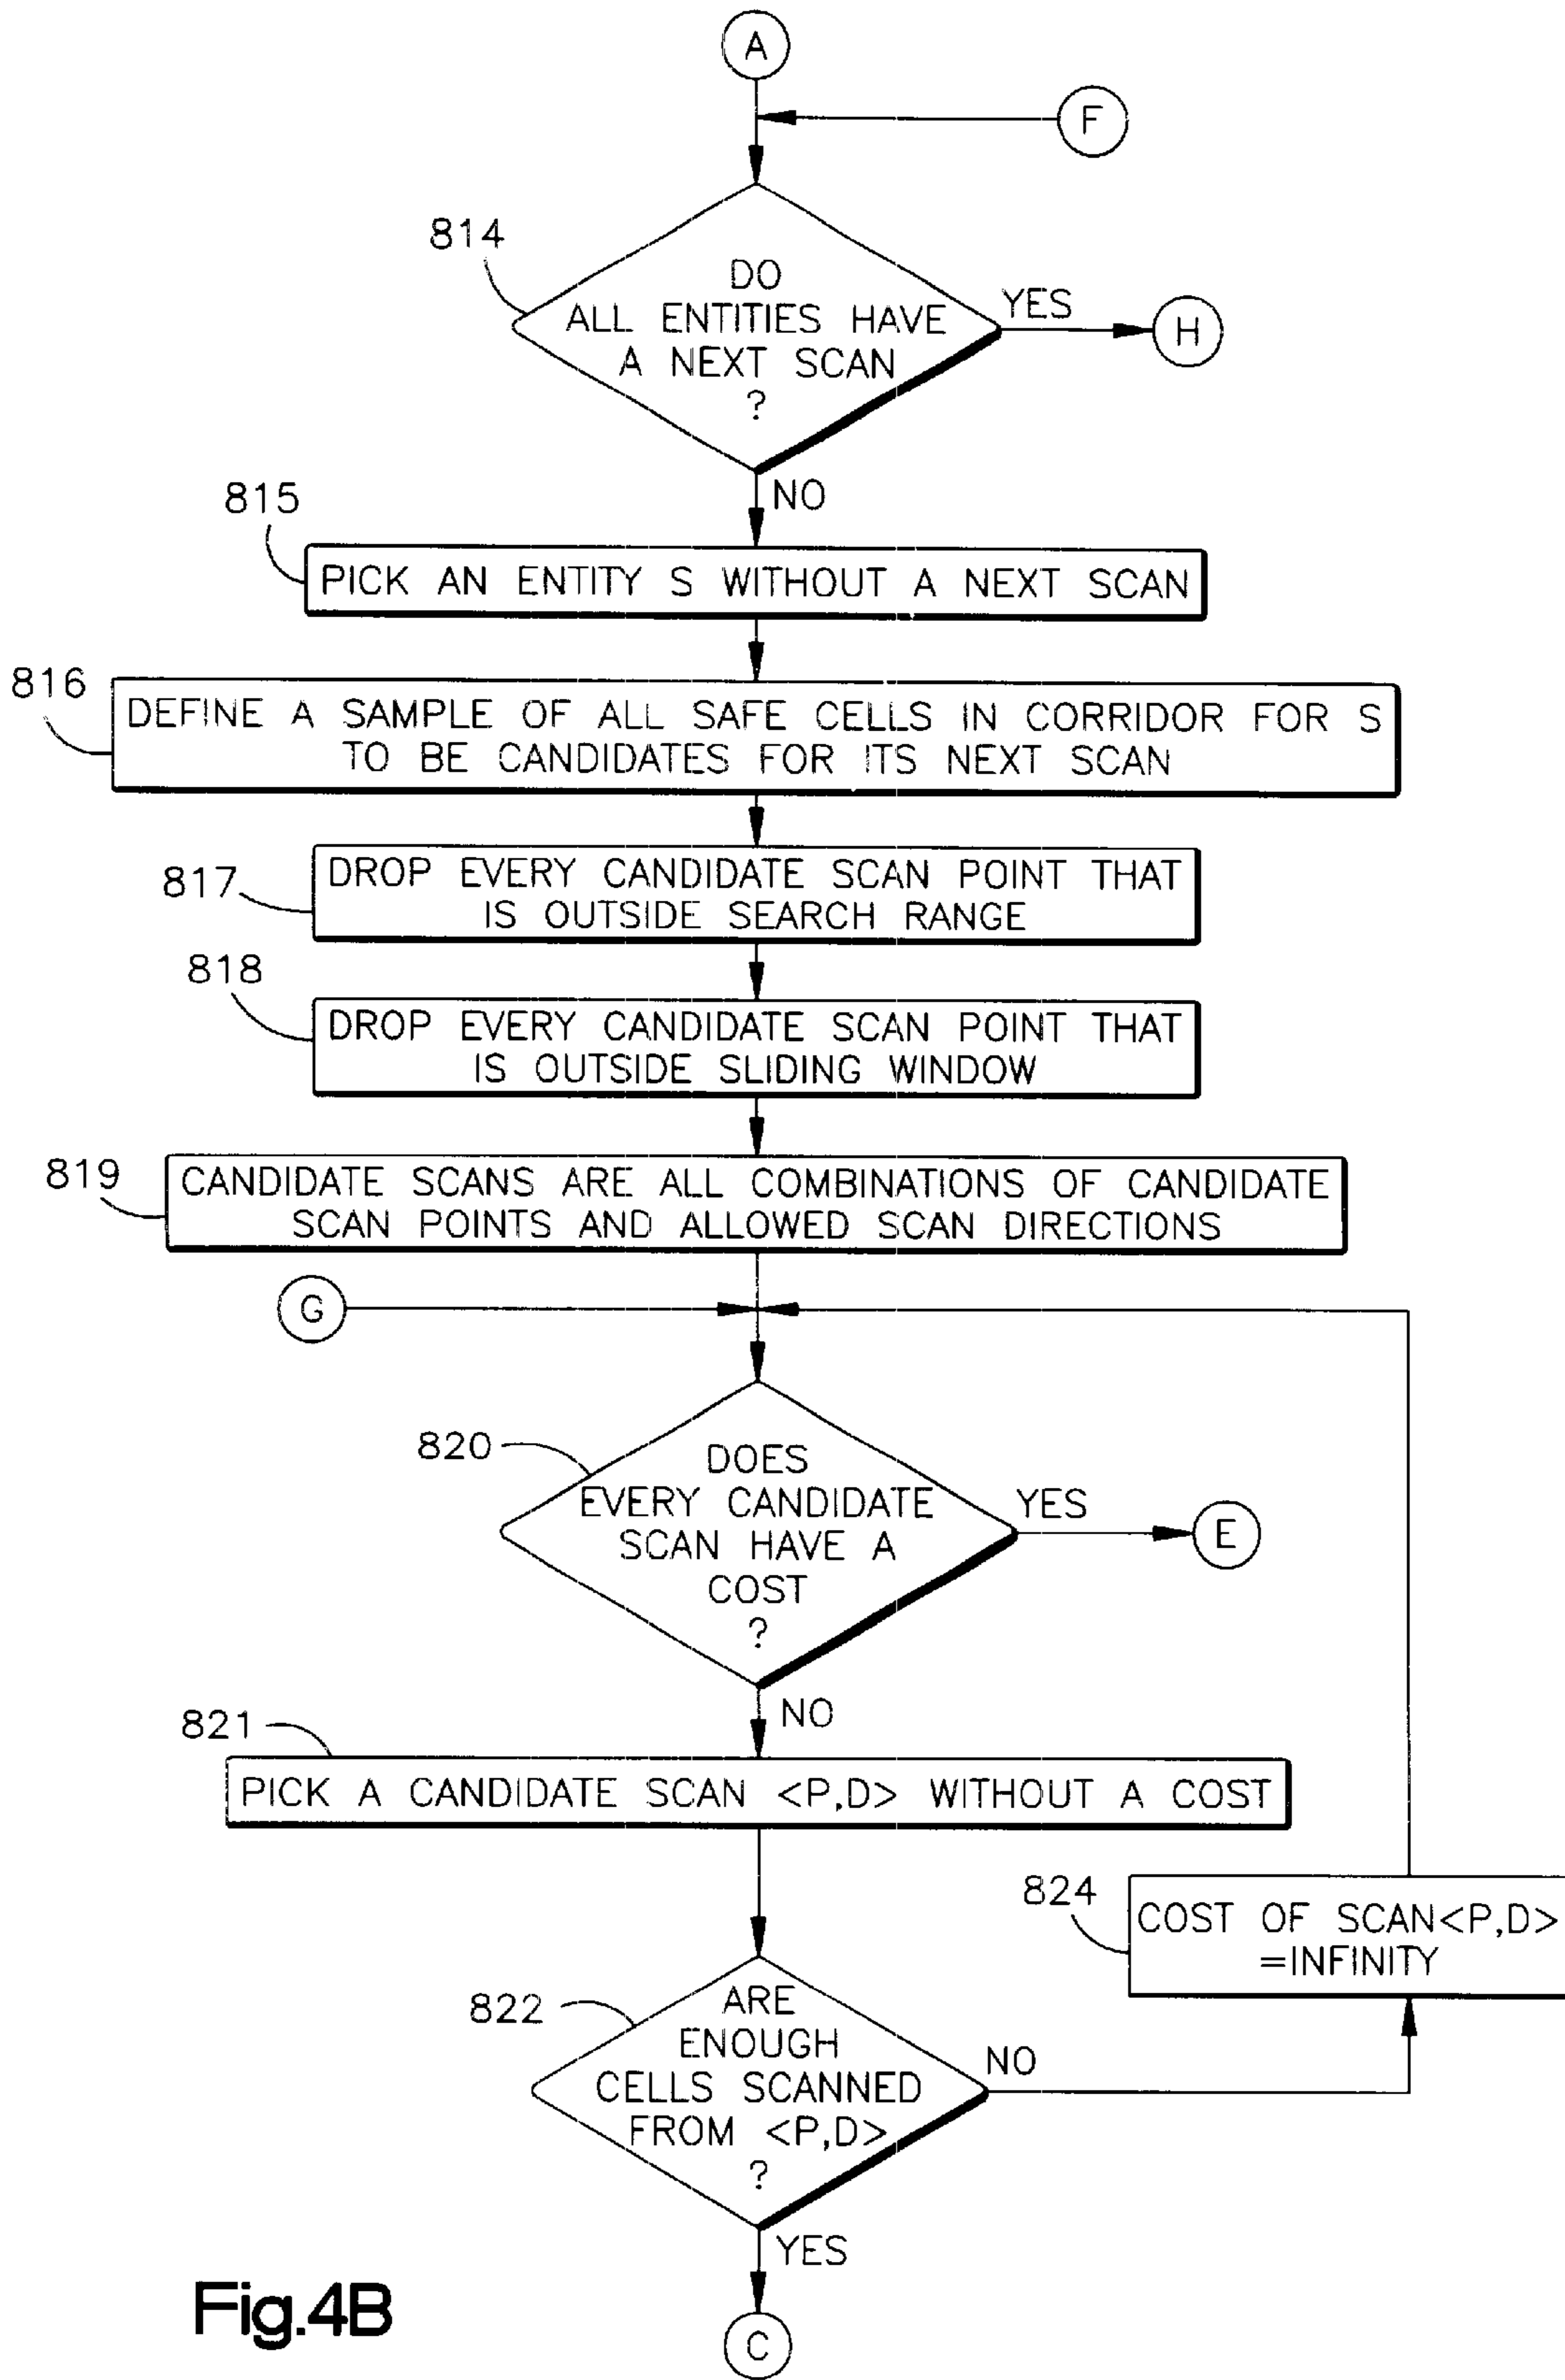 A
F
814
DO
ALL ENTITIES HAVE
A NEXT SCAN
?
YES
H
NO
815
PICK AN ENTITY S WITHOUT A NEXT SCAN
816
DEFINE A SAMPLE OF ALL SAFE CELLS IN CORRIDOR FOR S
TO BE CANDIDATES FOR ITS NEXT SCAN
817
DROP EVERY CANDIDATE SCAN POINT THAT
IS OUTSIDE SEARCH RANGE
818
DROP EVERY CANDIDATE SCAN POINT THAT
IS OUTSIDE SLIDING WINDOW
819
CANDIDATE SCANS ARE ALL COMBINATIONS OF CANDIDATE
SCAN POINTS AND ALLOWED SCAN DIRECTIONS
G
820
DOES
EVERY CANDIDATE
SCAN HAVE A
COST
?
YES
E
NO
821
PICK A CANDIDATE SCAN <P,D> WITHOUT A COST
824
COST OF SCAN<P,D>
=INFINITY
822
ARE
ENOUGH
CELLS SCANNED
FROM <P,D>
?
NO
YES
C
Fig.4B